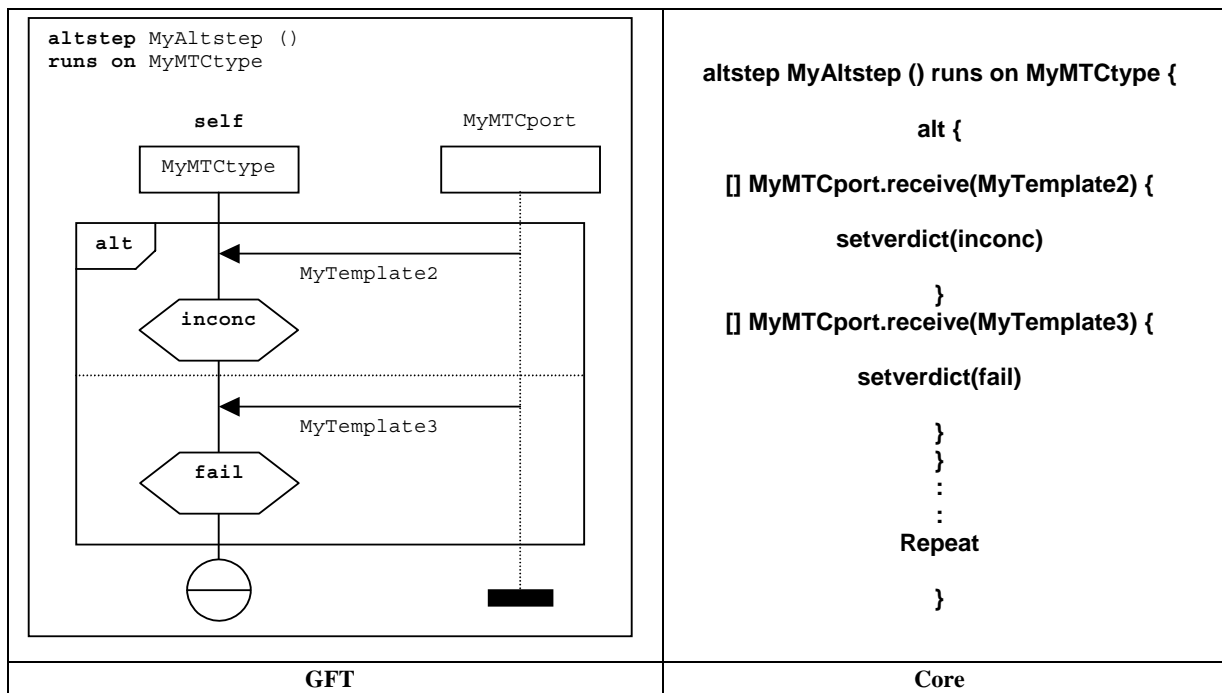 altstep MyAltstep ()
runs on MyMTCtype
self
MyMTCport
MyMTCtype
alt
MyTemplate2
inconc
MyTemplate3
fail
altstep MyAltstep () runs on MyMTCtype {
alt {
[] MyMTCport.receive(MyTemplate2) {
setverdict(inconc)
}
[] MyMTCport.receive(MyTemplate3) {
setverdict(fail)
}
}
:
:
Repeat
}
GFT
Core